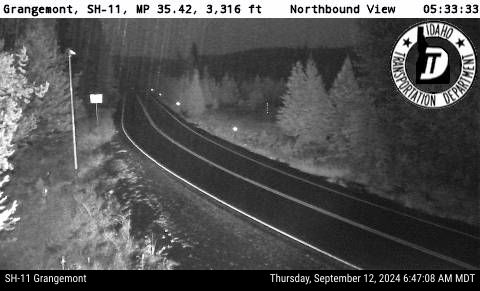 Grangemont, SH-11, MP 35.42, 3,316 ft Northbound View 05:33:33
IDAHO
TRANSPORTATION DEPARTMENT
SH-11 Grangemont Thursday, September 12, 2024 6:47:08 AM MDT